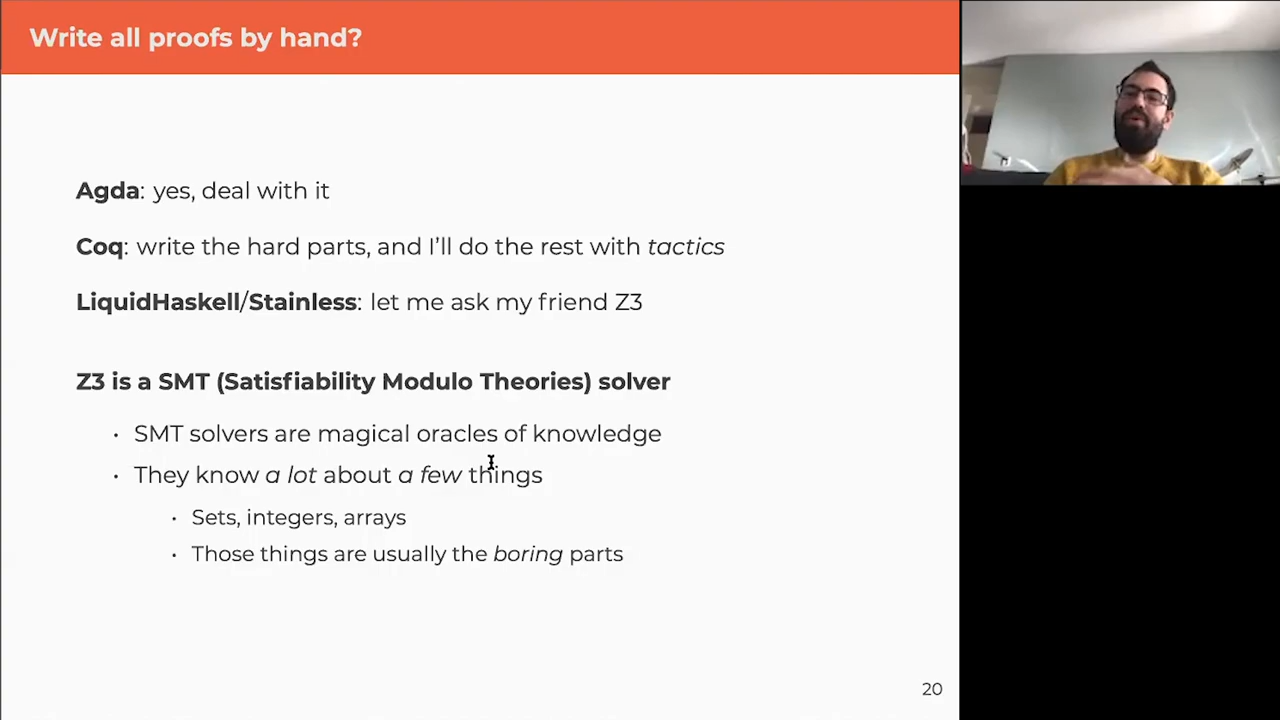 Write all proofs by hand?
Agda: yes, deal with it
Coq: write the hard parts, and I’ll do the rest with tactics
LiquidHaskell/Stainless: let me ask my friend Z3
Z3 is a SMT (Satisfiability Modulo Theories) solver
• SMT solvers are magical oracles of knowledge
• They know a lot about a few things
• Sets, integers, arrays
• Those things are usually the boring parts
20